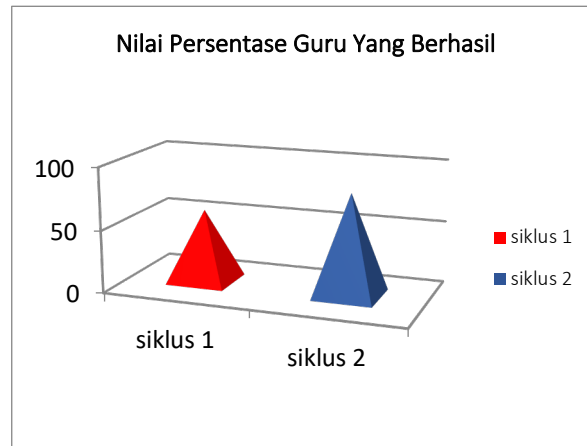 Nilai Persentase Guru Yang Berhasil
100
50
0
siklus 1
siklus 2
siklus 1
siklus 2